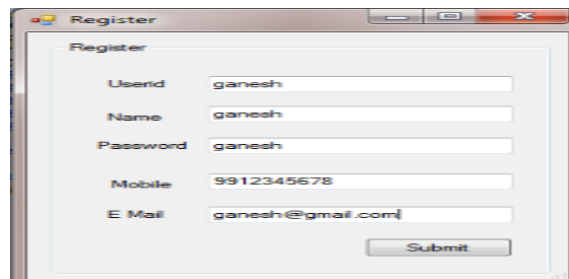 Register
Register
Userid ganesh
Name ganesh
Password ganesh
Mobile 9912345678
E Mail ganesh@gmail.com
Submit